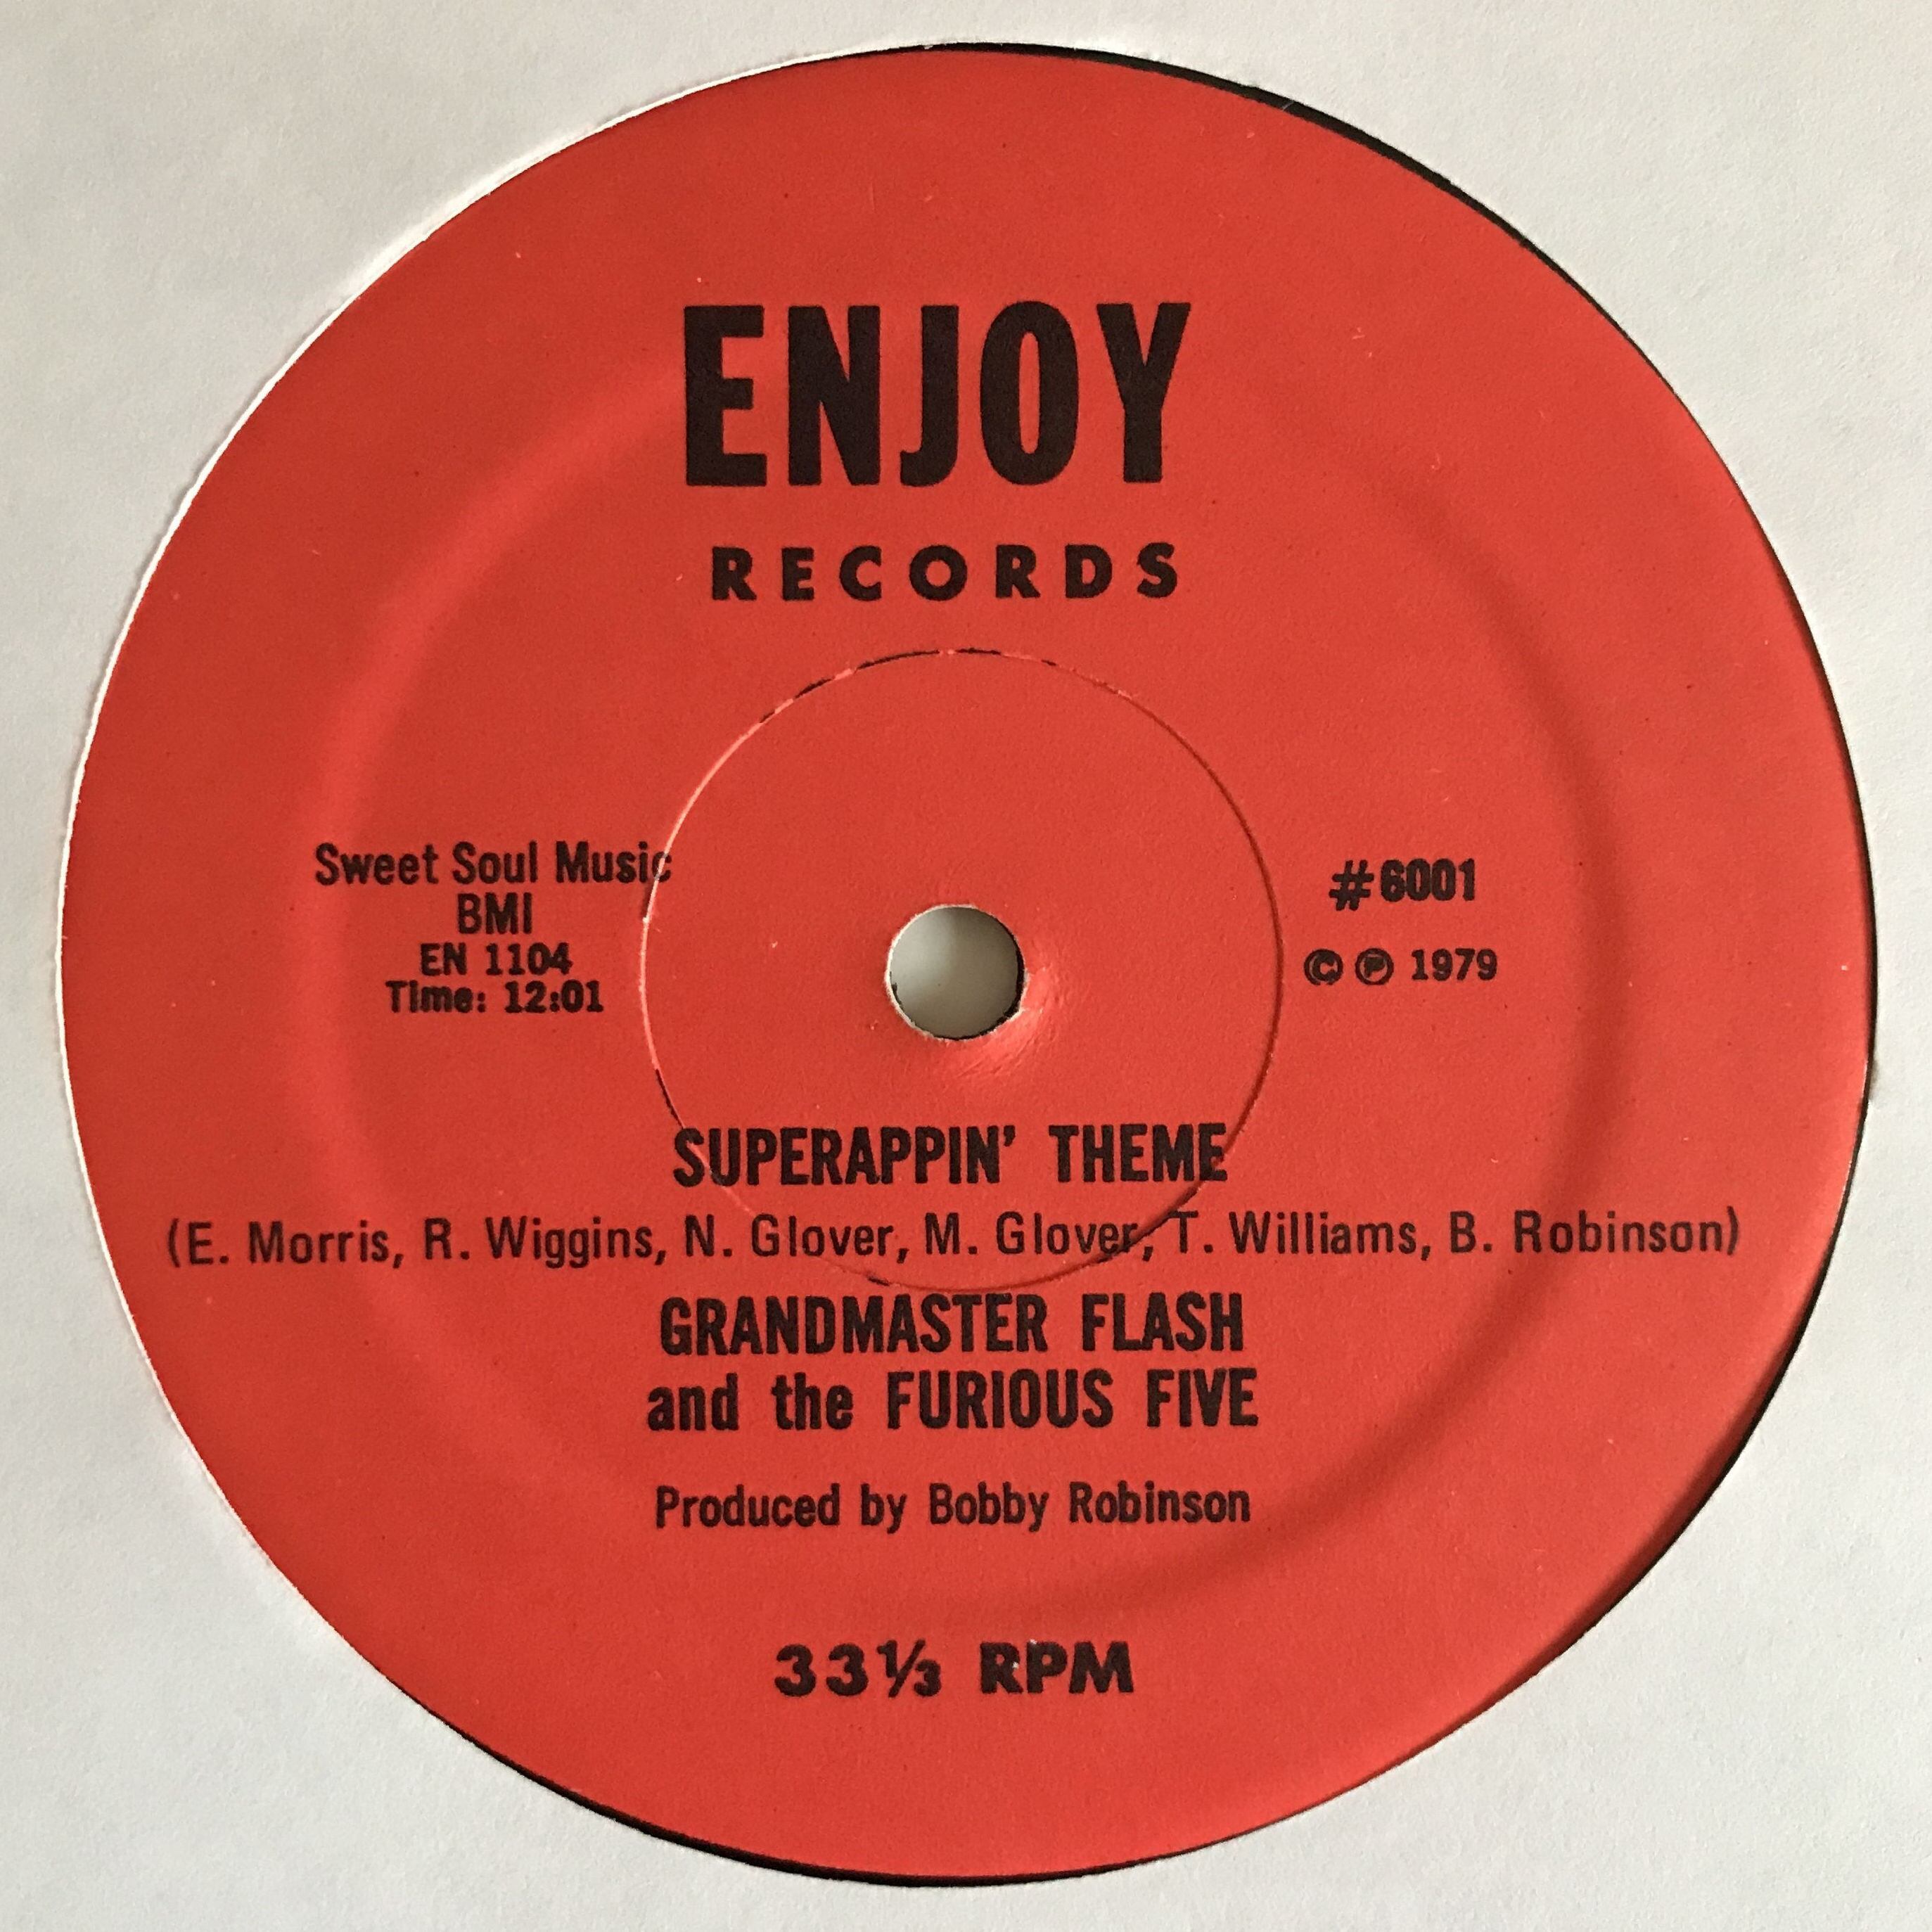 ENJOY
RECORDS
Sweet Soul Music
BMI
EN 1104
Time: 12:01
#6001
© ℗ 1979
SUPERAPPIN' THEME
(E. Morris, R. Wiggins, N. Glover, M. Glover, T. Williams, B. Robinson)
GRANDMASTER FLASH
and the FURIOUS FIVE
Produced by Bobby Robinson
33⅓ RPM